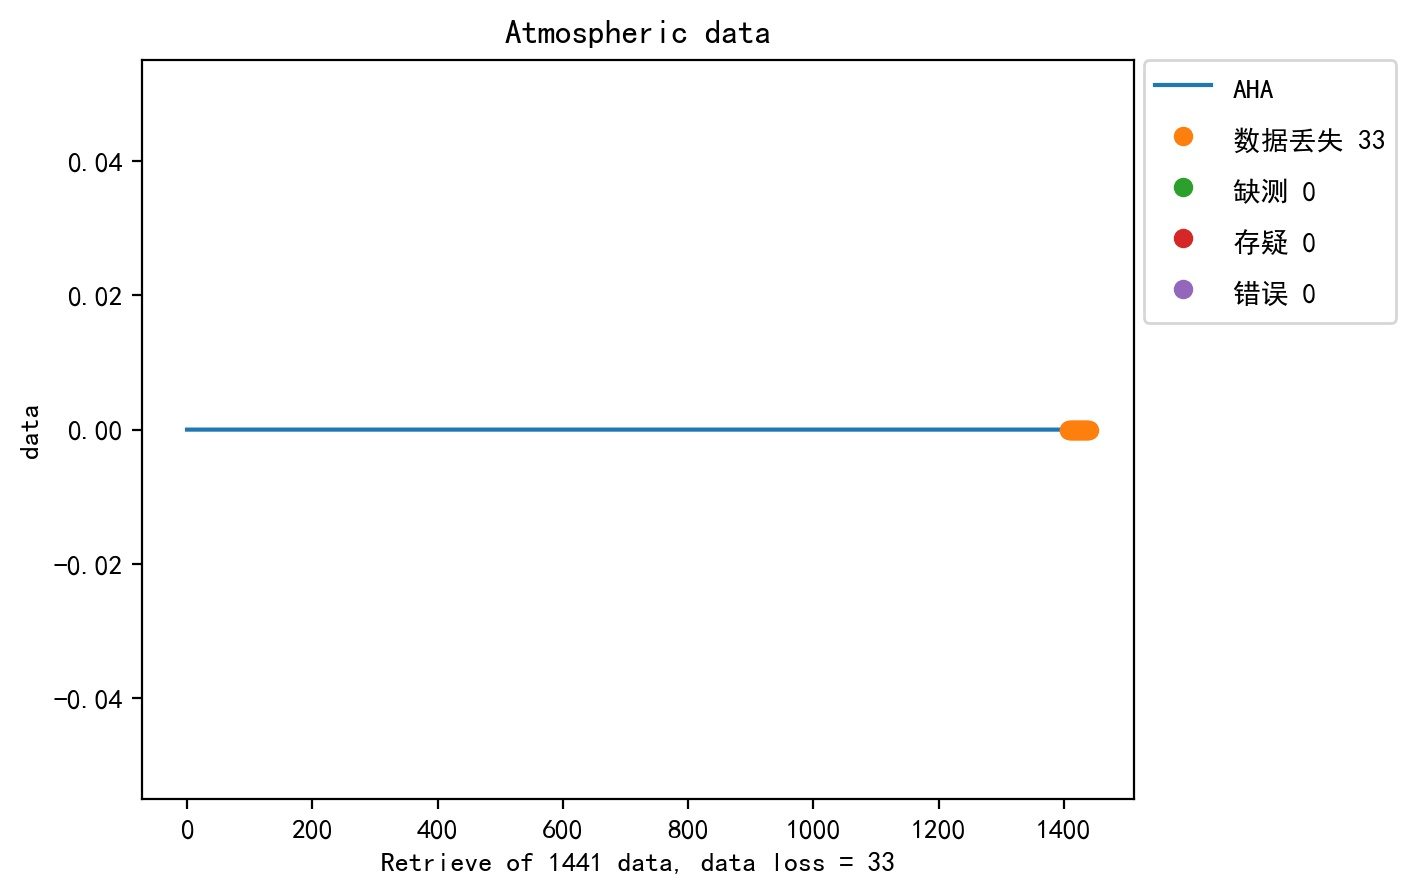 Atmospheric data
AHA
数据丢失 33
缺测 0
存疑 0
错误 0
0.04
0.02
0.00
-0.02
-0.04
data
0 200 400 600 800 1000 1200 1400
Retrieve of 1441 data, data loss = 33